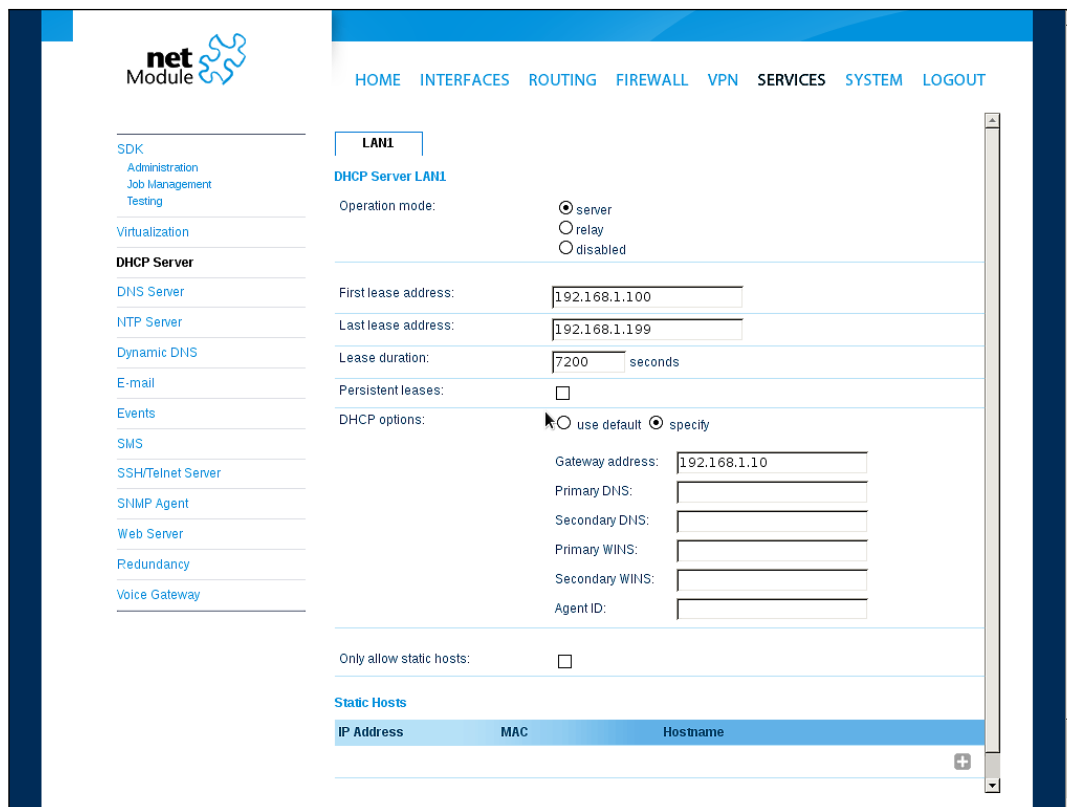 net
Module
HOME INTERFACES ROUTING FIREWALL VPN SERVICES SYSTEM LOGOUT
SDK
Administration
Job Management
Testing
Virtualization
DHCP Server
DNS Server
NTP Server
Dynamic DNS
E-mail
Events
SMS
SSH/Telnet Server
SNMP Agent
Web Server
Redundancy
Voice Gateway
LAN1
DHCP Server LAN1
Operation mode:
server
relay
disabled
First lease address: 192.168.1.100
Last lease address: 192.168.1.199
Lease duration: 7200 seconds
Persistent leases:
DHCP options: use default specify
Gateway address: 192.168.1.10
Primary DNS:
Secondary DNS:
Primary WINS:
Secondary WINS:
Agent ID:
Only allow static hosts:
Static Hosts
IP Address MAC Hostname